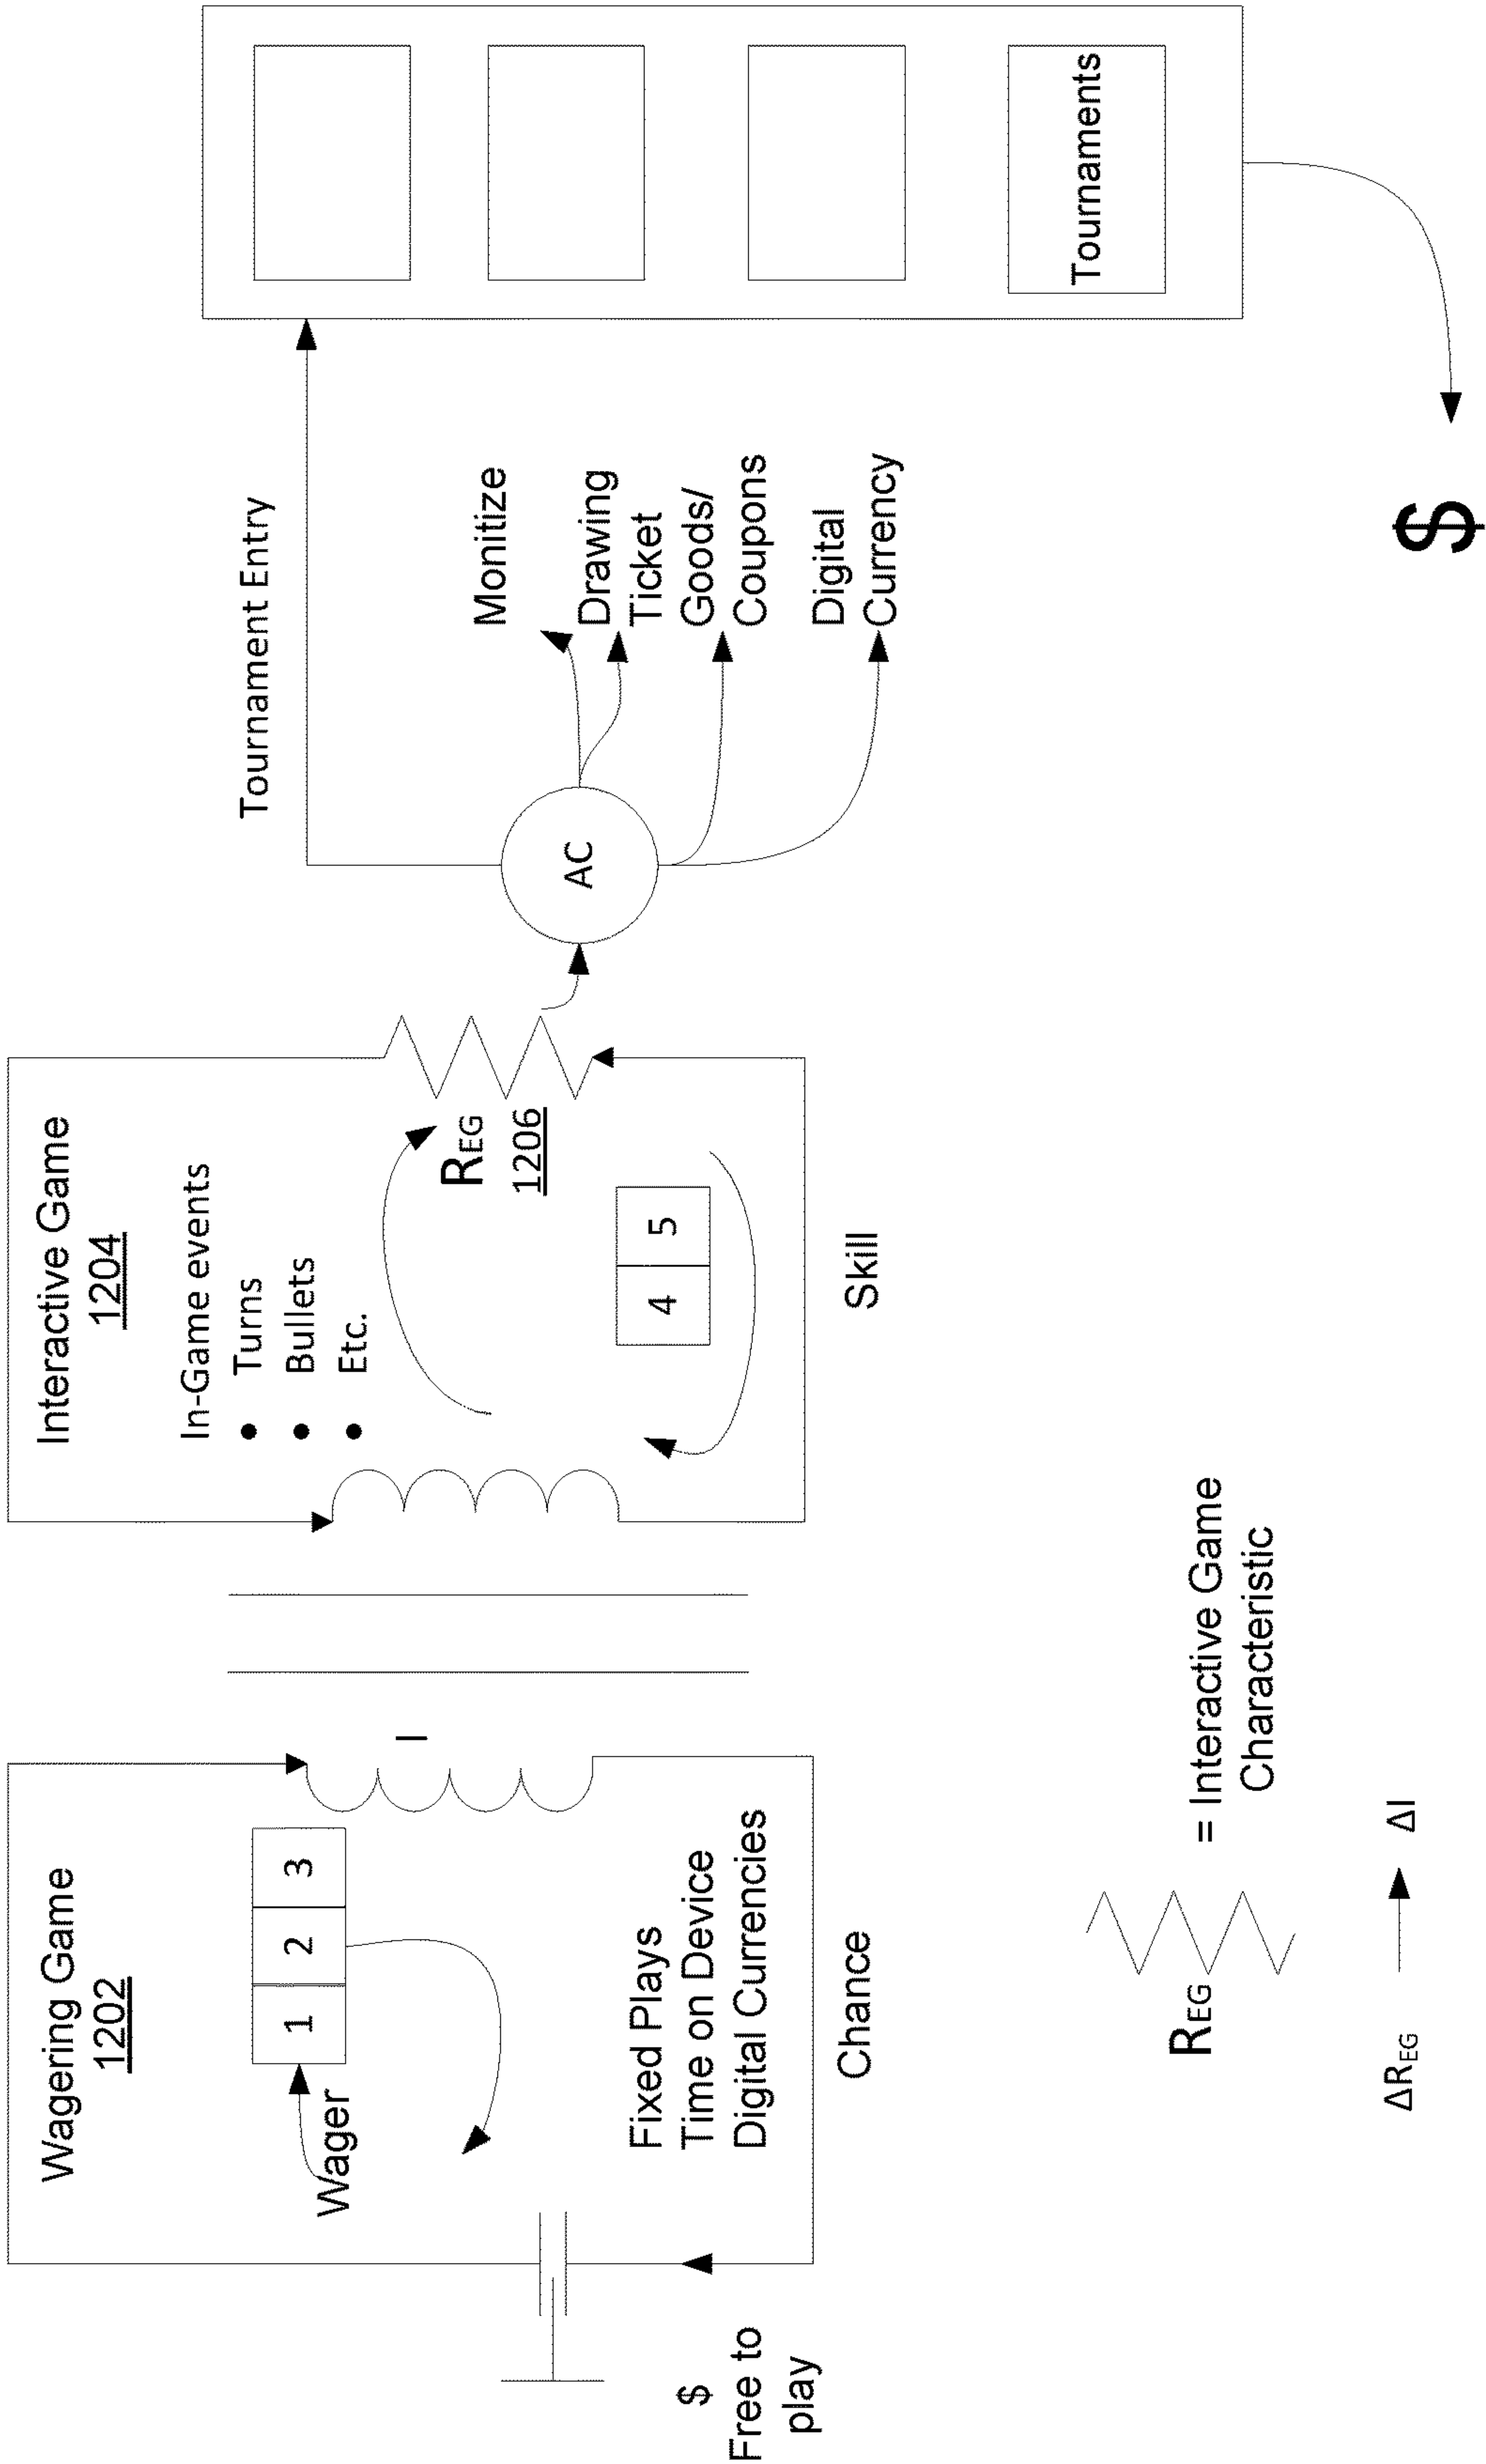 Wagering Game
1202
Wager
1 2 3
I
Fixed Plays
Time on Device
Digital Currencies
$
Free to
play
Chance
Interactive Game
1204
In-Game events
• Turns
• Bullets
• Etc.
REG
1206
4 5
Skill
Tournament Entry
AC
Monitize
Drawing
Ticket
Goods/
Coupons
Digital
Currency
Tournaments
$
REG = Interactive Game
Characteristic
ΔREG ΔI